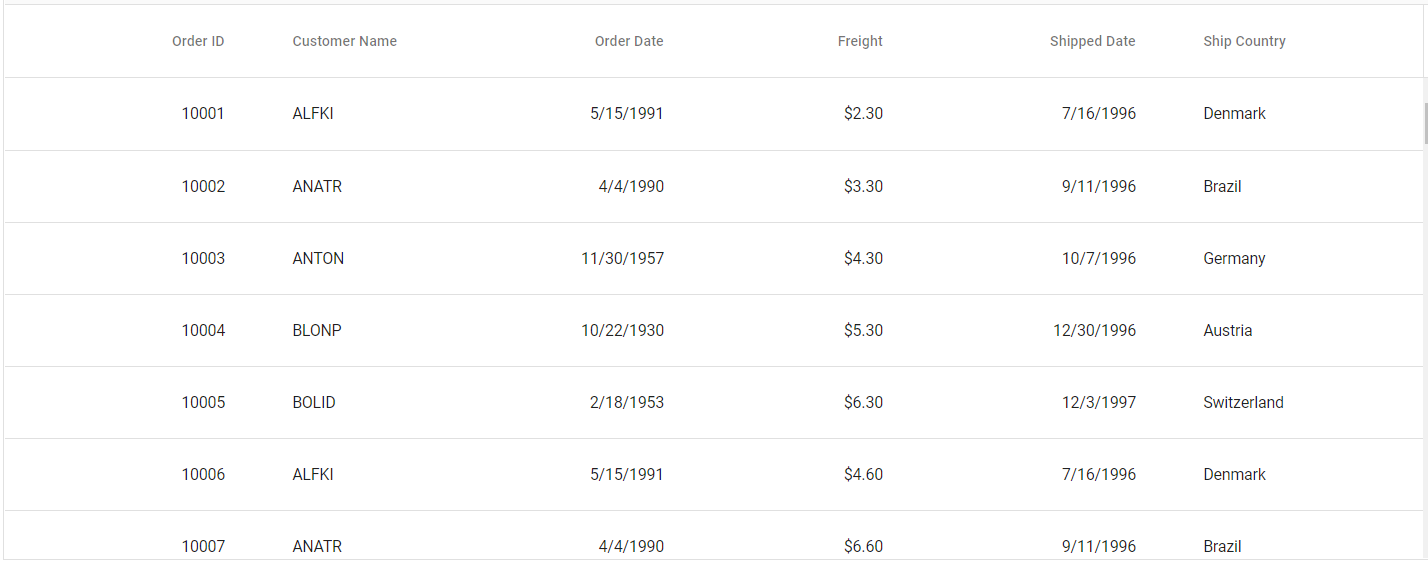 Order ID Customer Name Order Date Freight Shipped Date Ship Country
10001 ALFKI 5/15/1991 $2.30 7/16/1996 Denmark
10002 ANATR 4/4/1990 $3.30 9/11/1996 Brazil
10003 ANTON 11/30/1957 $4.30 10/7/1996 Germany
10004 BLONP 10/22/1930 $5.30 12/30/1996 Austria
10005 BOLID 2/18/1953 $6.30 12/3/1997 Switzerland
10006 ALFKI 5/15/1991 $4.60 7/16/1996 Denmark
10007 ANATR 4/4/1990 $6.60 9/11/1996 Brazil